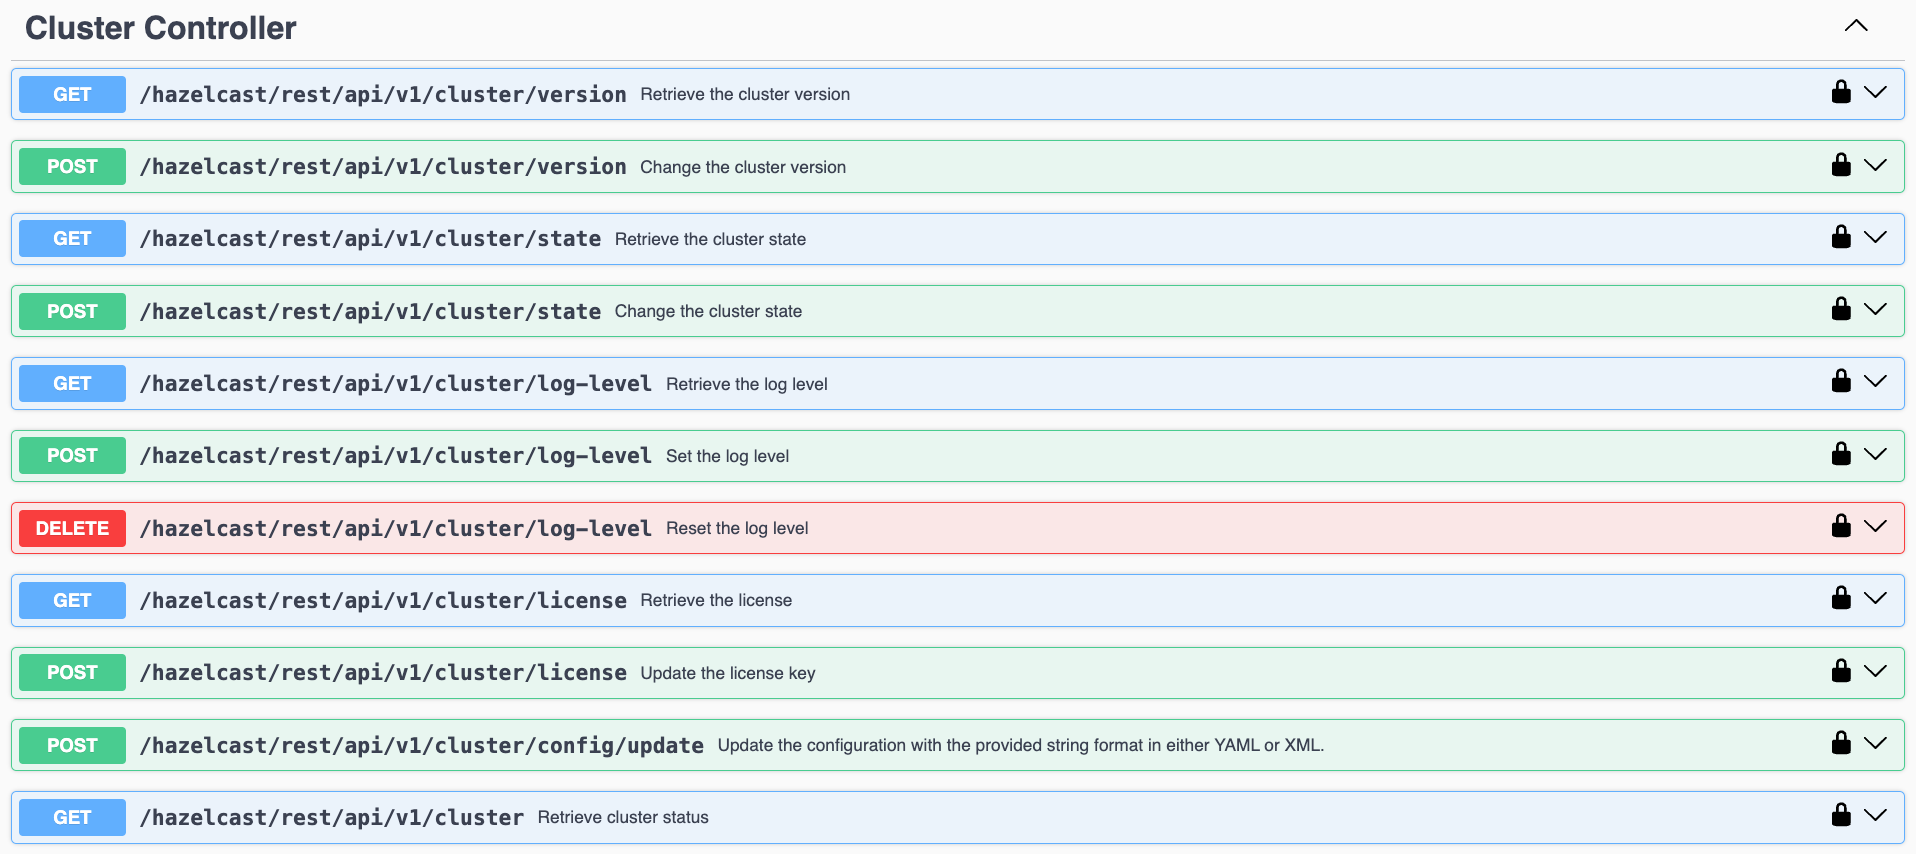 Cluster Controller
GET /hazelcast/rest/api/v1/cluster/version Retrieve the cluster version
POST /hazelcast/rest/api/v1/cluster/version Change the cluster version
GET /hazelcast/rest/api/v1/cluster/state Retrieve the cluster state
POST /hazelcast/rest/api/v1/cluster/state Change the cluster state
GET /hazelcast/rest/api/v1/cluster/log-level Retrieve the log level
POST /hazelcast/rest/api/v1/cluster/log-level Set the log level
DELETE /hazelcast/rest/api/v1/cluster/log-level Reset the log level
GET /hazelcast/rest/api/v1/cluster/license Retrieve the license
POST /hazelcast/rest/api/v1/cluster/license Update the license key
POST /hazelcast/rest/api/v1/cluster/config/update Update the configuration with the provided string format in either YAML or XML.
GET /hazelcast/rest/api/v1/cluster Retrieve cluster status